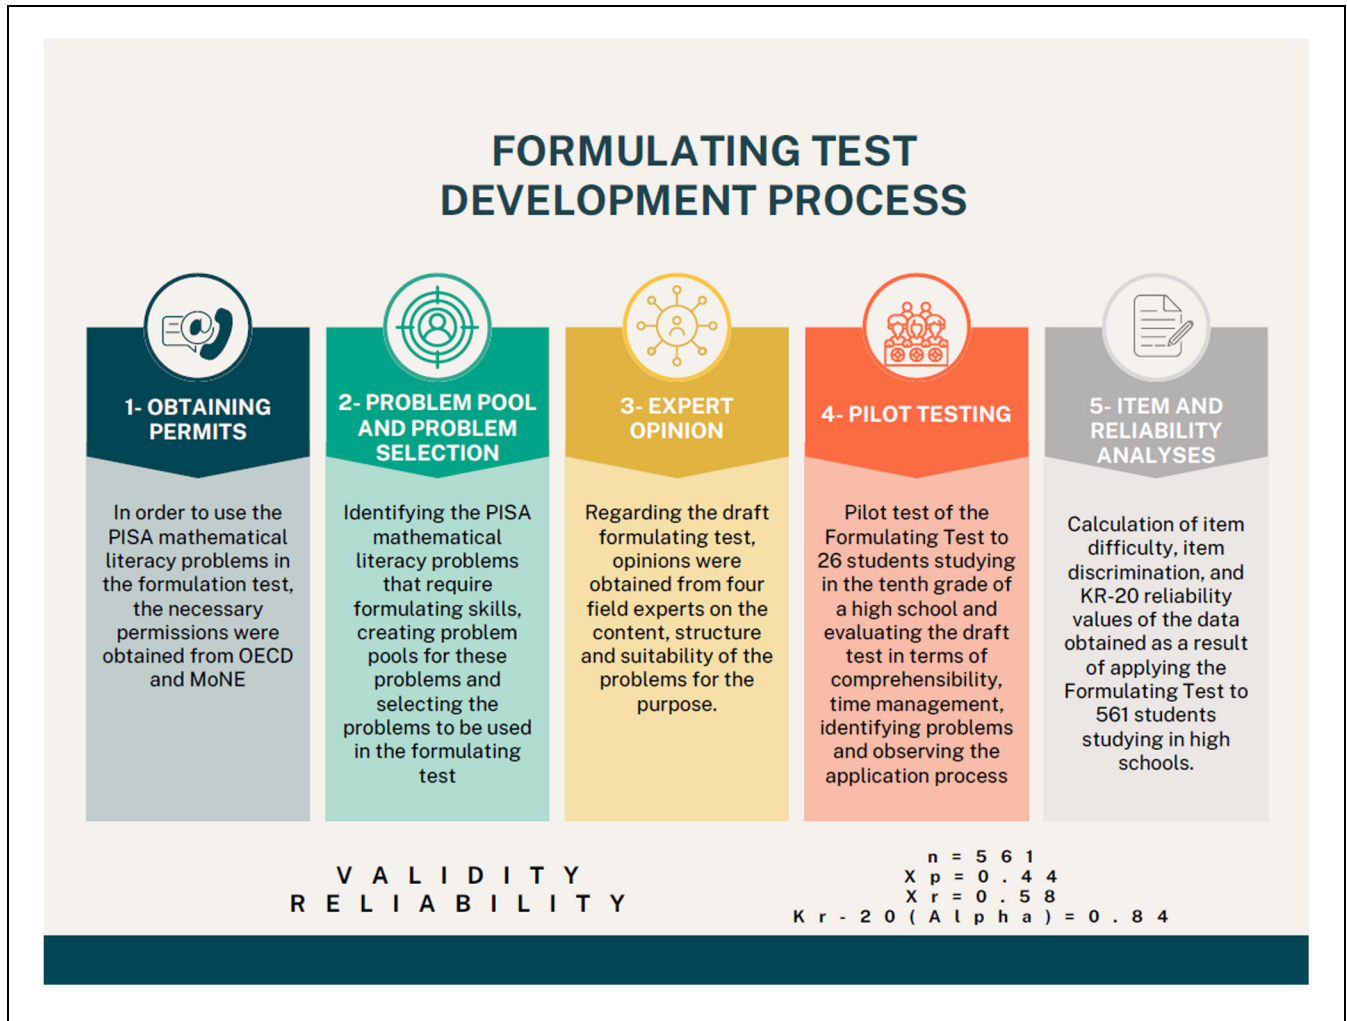 FORMULATING TEST
DEVELOPMENT PROCESS
1- OBTAINING
PERMITS
In order to use the
PISA mathematical
literacy problems in
the formulation test,
the necessary
permissions were
obtained from OECD
and MoNE
2- PROBLEM POOL
AND PROBLEM
SELECTION
Identifying the PISA
mathematical
literacy problems
that require
formulating skills,
creating problem
pools for these
problems and
selecting the
problems to be used
in the formulating
test
3- EXPERT
OPINION
Regarding the draft
formulating test,
opinions were
obtained from four
field experts on the
content, structure
and suitability of the
problems for the
purpose.
4- PILOT TESTING
Pilot test of the
Formulating Test to
26 students studying
in the tenth grade of
a high school and
evaluating the draft
test in terms of
comprehensibility,
time management,
identifying problems
and observing the
application process
5- ITEM AND
RELIABILITY
ANALYSES
Calculation of item
difficulty, item
discrimination, and
KR-20 reliability
values of the data
obtained as a result
of applying the
Formulating Test to
561 students
studying in high
schools.
VALIDITY
RELIABILITY
n=561
Xp=0.44
Xr=0.58
Kr-20(Alpha)=0.84